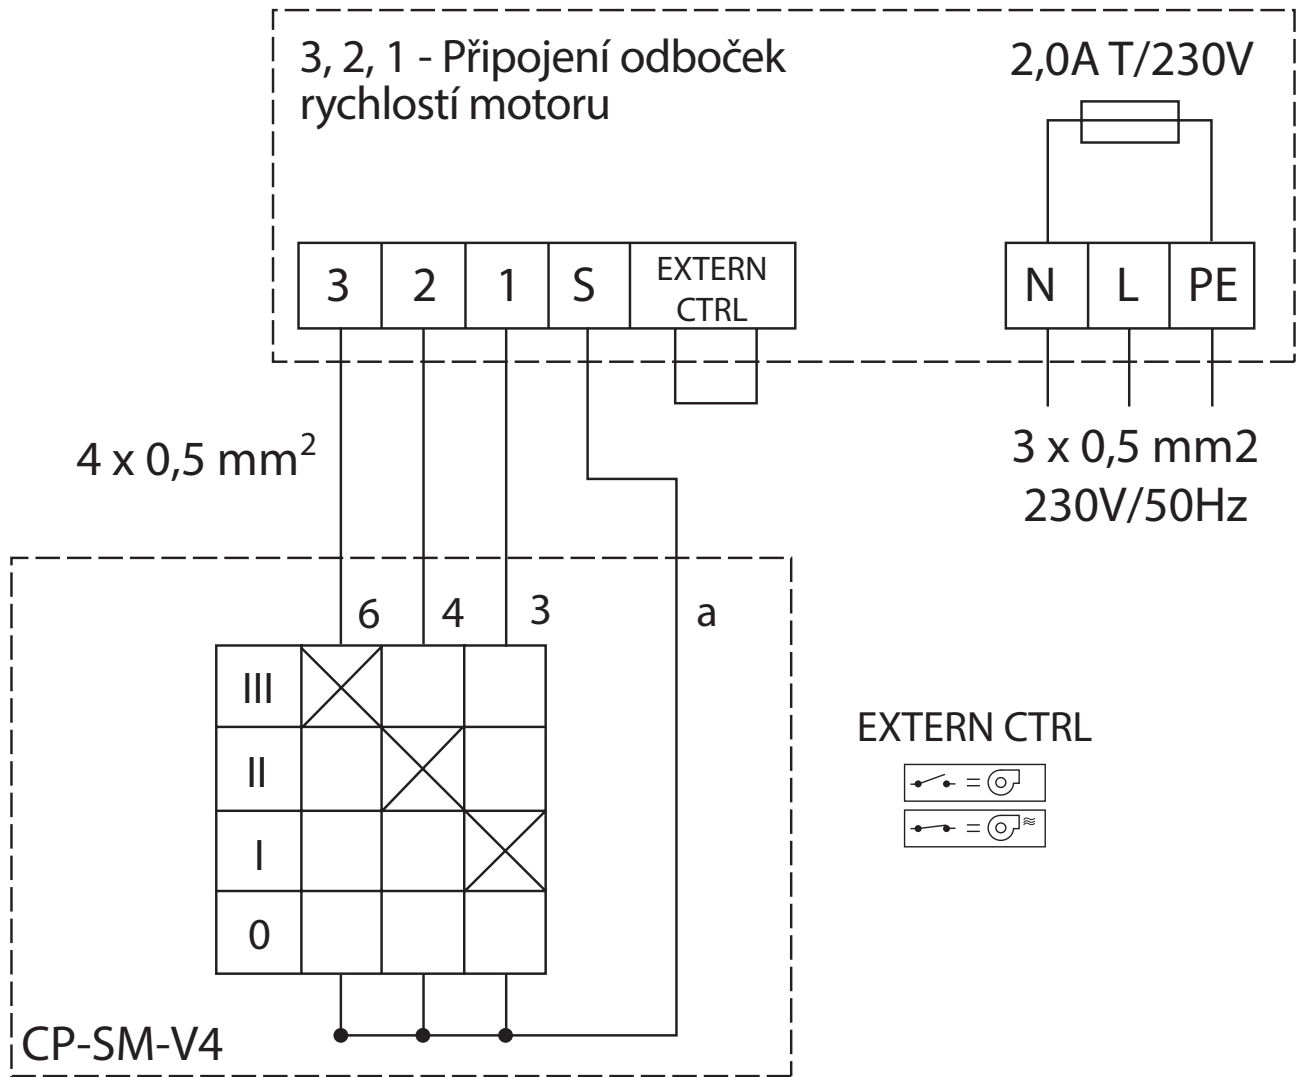 3, 2, 1 - Připojení odboček
rychlostí motoru
2,0A T/230V
3 2 1 S EXTERN
CTRL
N L PE
4 x 0,5 mm²
3 x 0,5 mm2
230V/50Hz
6 4 3 a
III
II
I
0
CP-SM-V4
EXTERN CTRL
=
= ≈